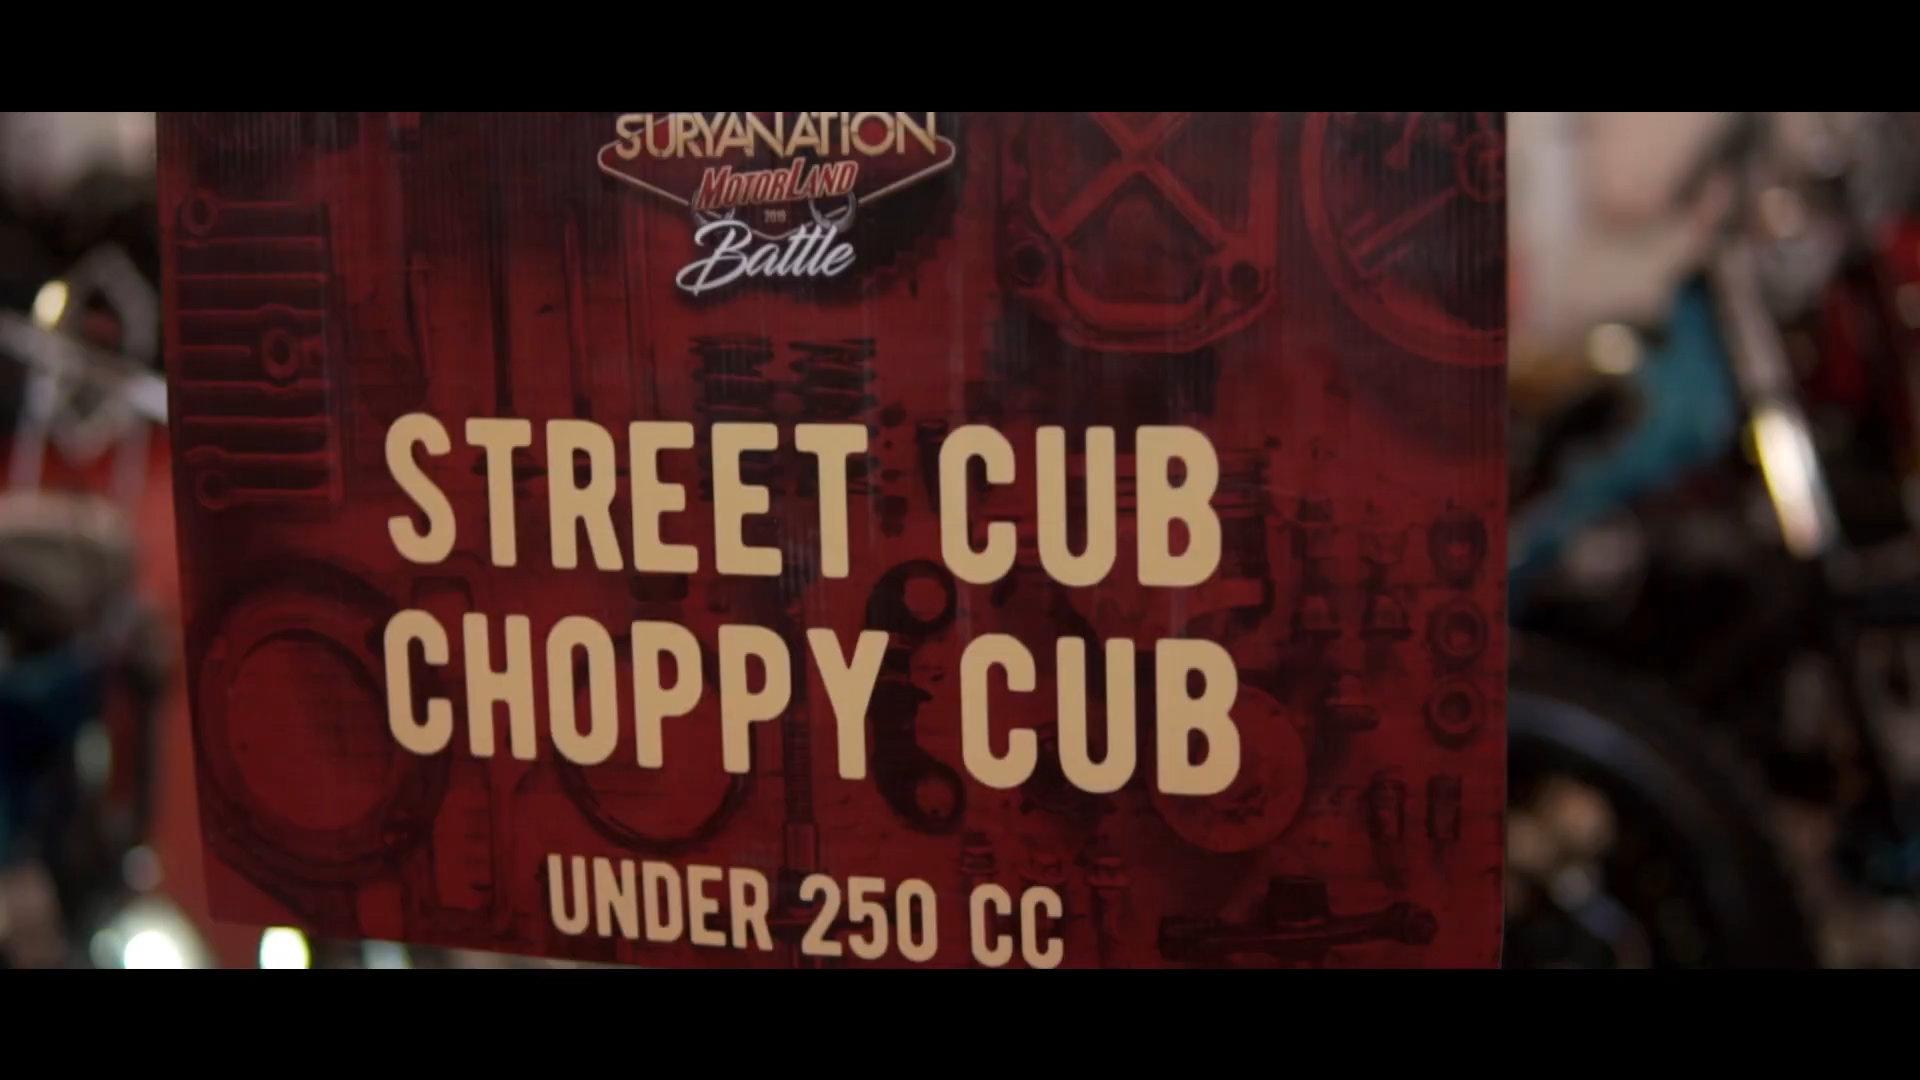 SURYANATION
MOTORLAND
2019
Battle
STREET CUB
CHOPPY CUB
UNDER 250 CC